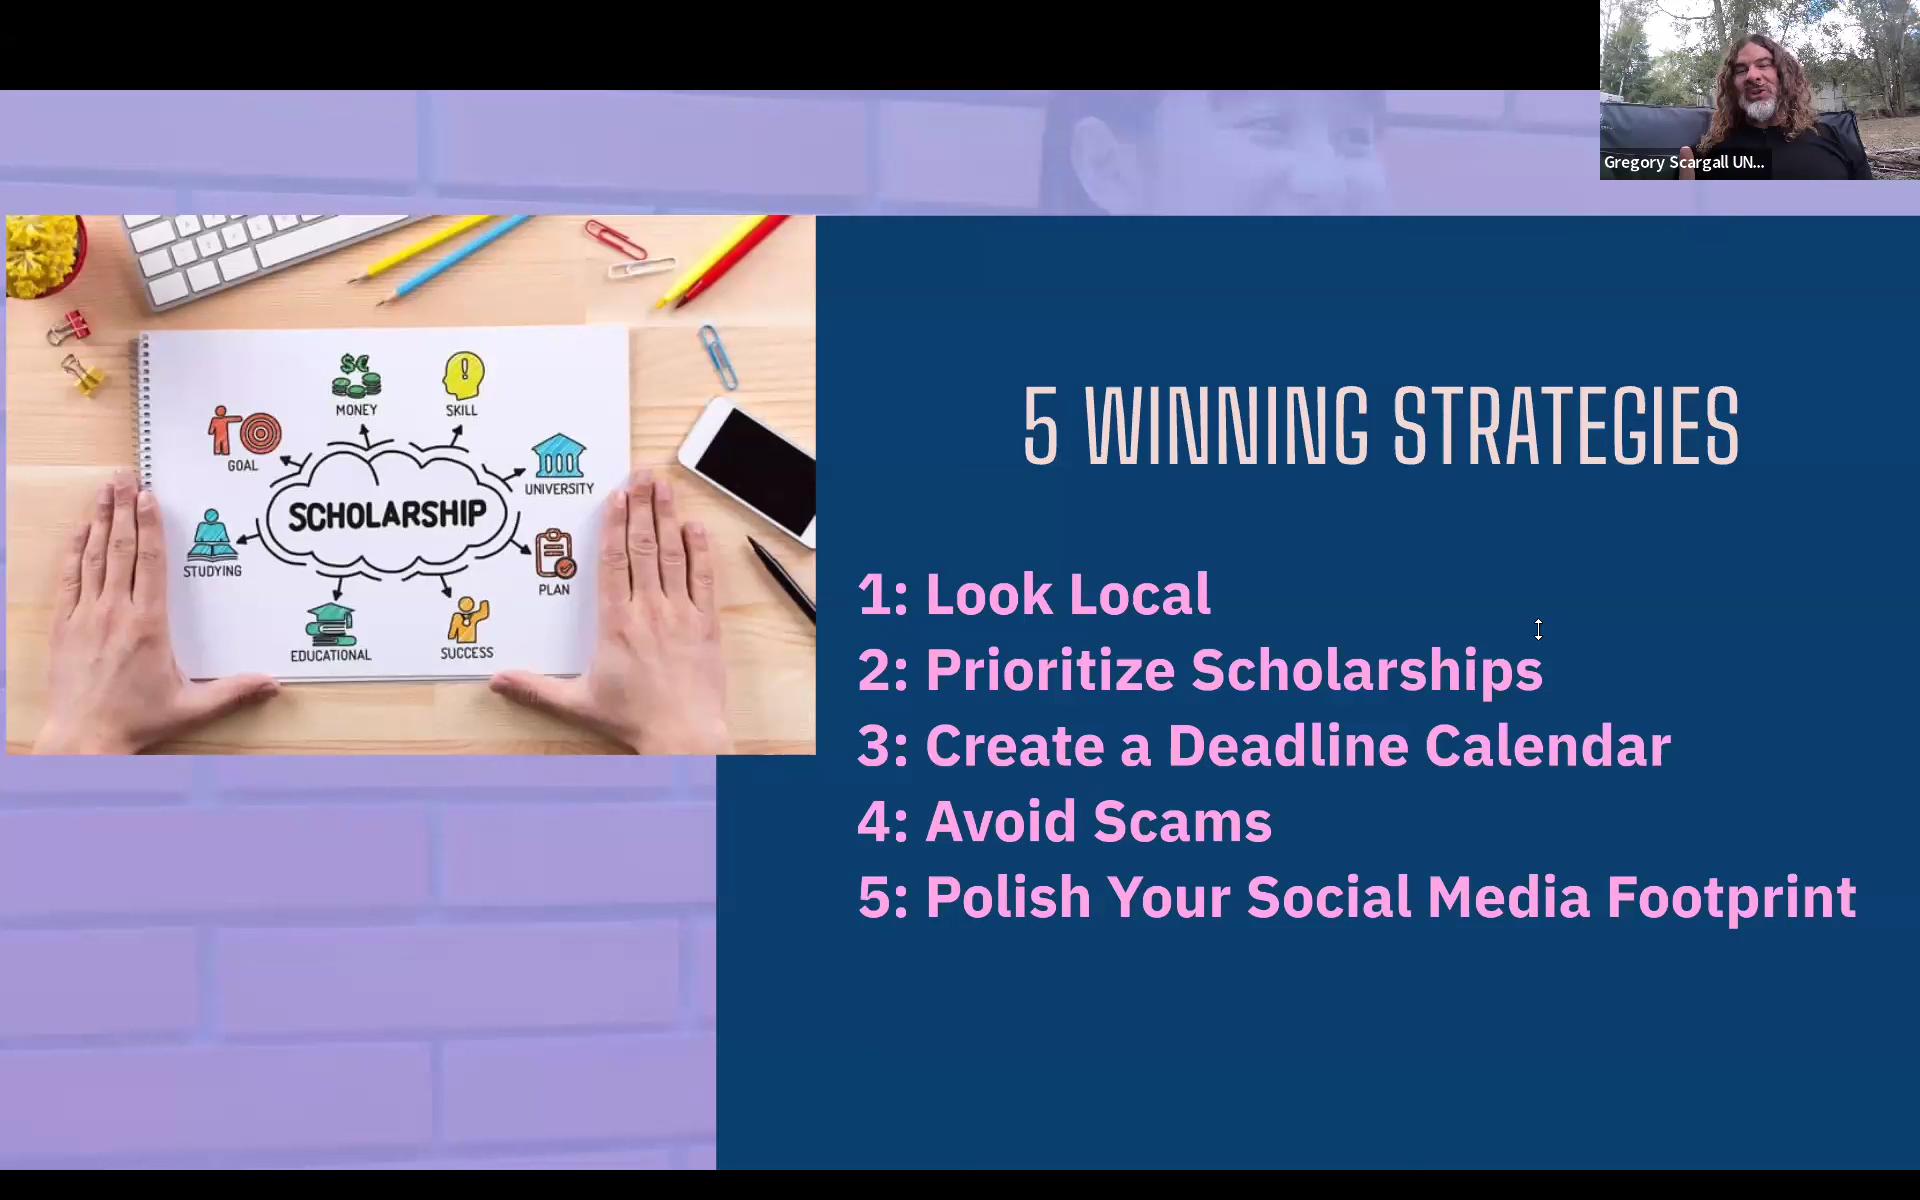 Gregory Scargall UN...
MONEY
SKILL
GOAL
UNIVERSITY
SCHOLARSHIP
STUDYING
PLAN
EDUCATIONAL
SUCCESS
5 WINNING STRATEGIES
1: Look Local
2: Prioritize Scholarships
3: Create a Deadline Calendar
4: Avoid Scams
5: Polish Your Social Media Footprint